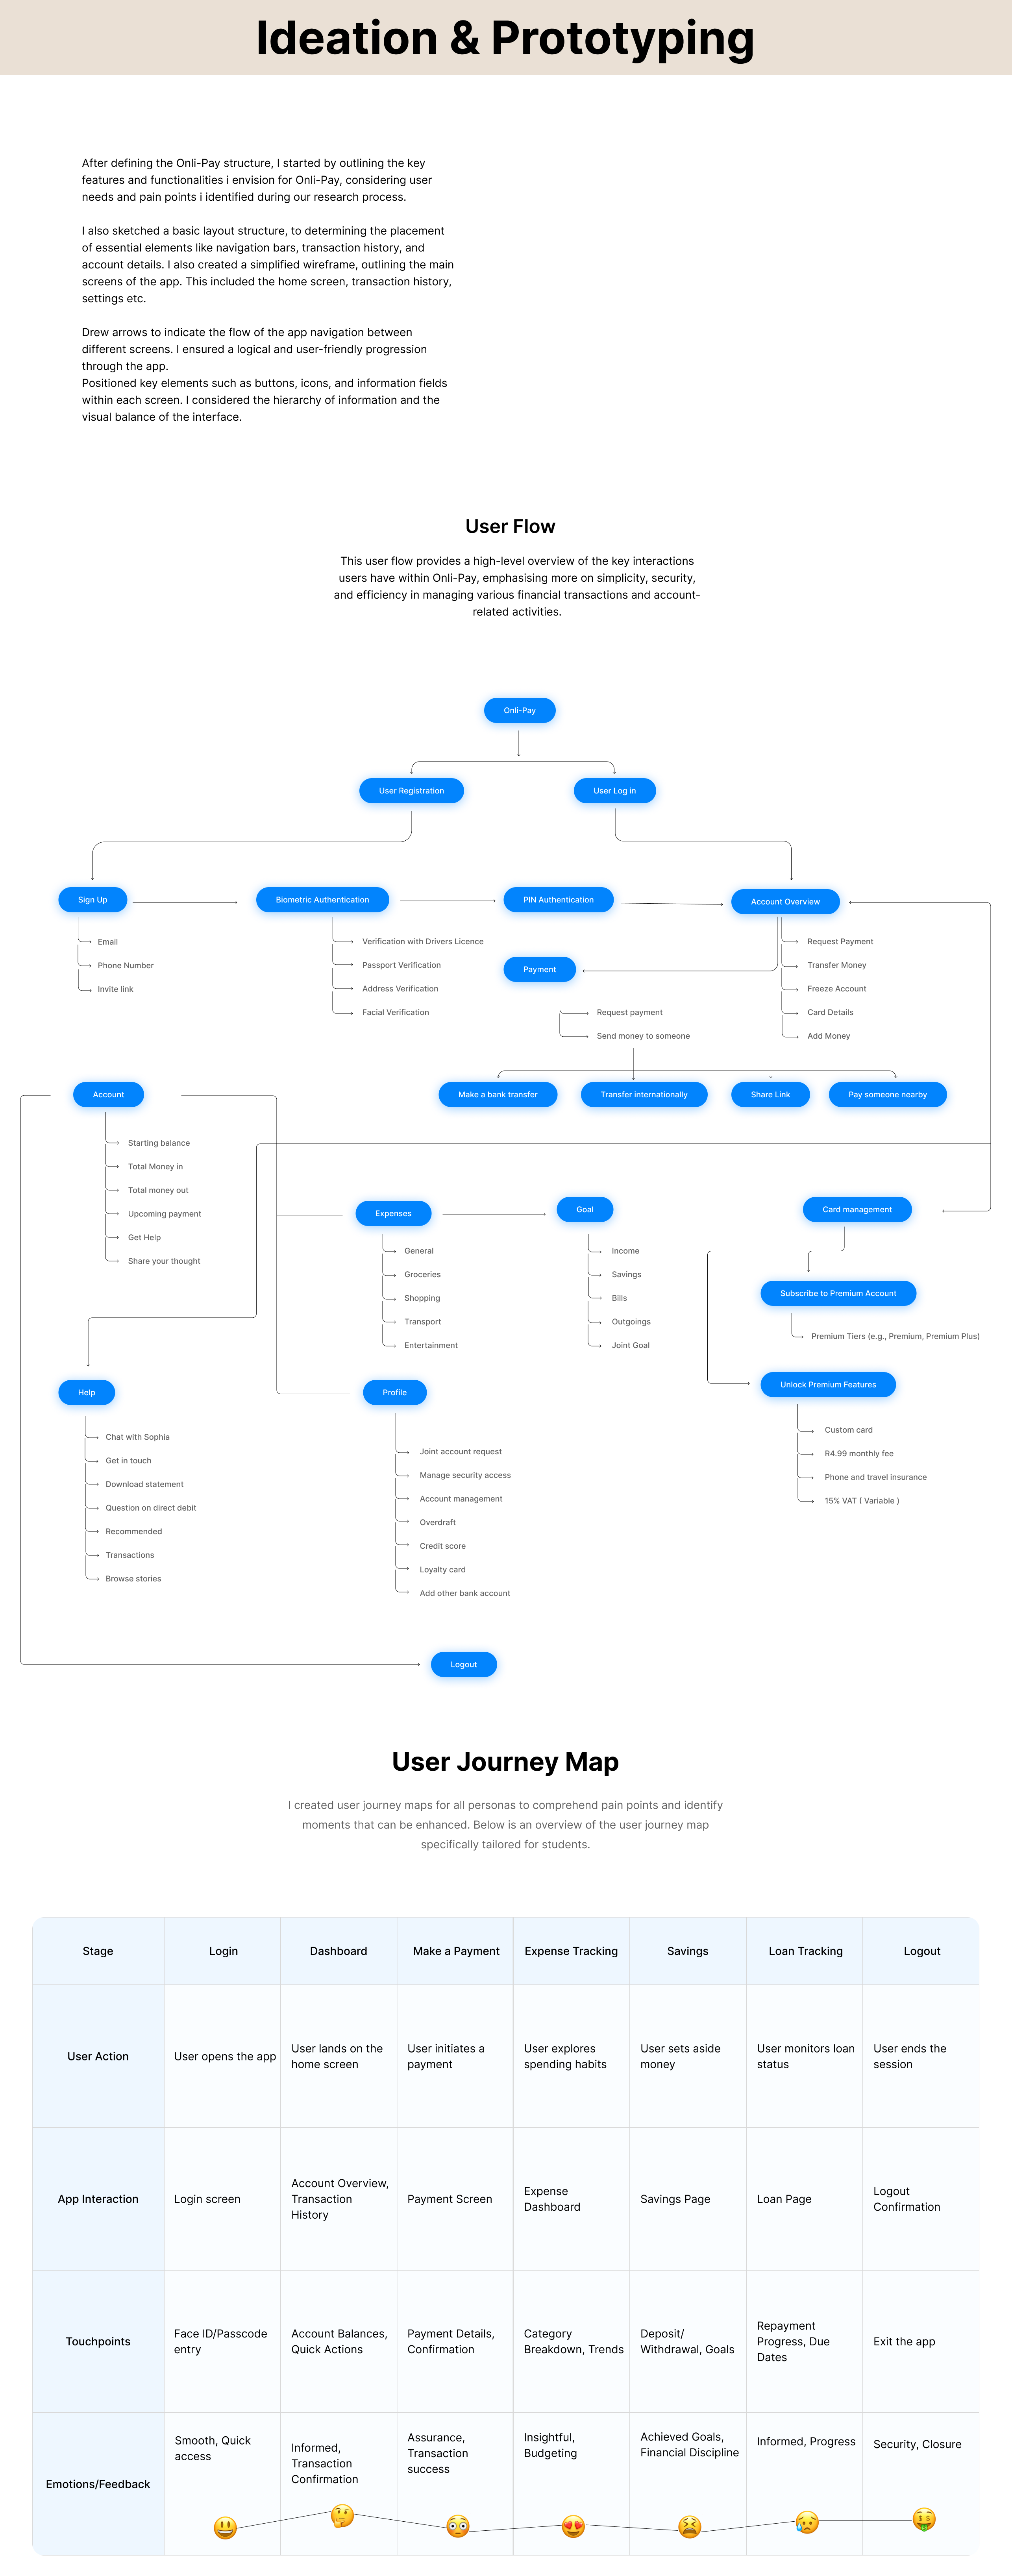 Ideation & Prototyping
After defining the Onli-Pay structure, I started by outlining the key
features and functionalities i envision for Onli-Pay, considering user
needs and pain points i identified during our research process.
I also sketched a basic layout structure, to determining the placement
of essential elements like navigation bars, transaction history, and
account details. I also created a simplified wireframe, outlining the main
screens of the app. This included the home screen, transaction history,
settings etc.
Drew arrows to indicate the flow of the app navigation between
different screens. I ensured a logical and user-friendly progression
through the app.
Positioned key elements such as buttons, icons, and information fields
within each screen. I considered the hierarchy of information and the
visual balance of the interface.
User Flow
This user flow provides a high-level overview of the key interactions
users have within Onli-Pay, emphasising more on simplicity, security,
and efficiency in managing various financial transactions and account-
related activities.
Onli-Pay
User Registration
User Log in
Sign Up
Email
Phone Number
Invite link
Biometric Authentication
Verification with Drivers Licence
Passport Verification
Address Verification
Facial Verification
PIN Authentication
Account Overview
Request Payment
Transfer Money
Freeze Account
Card Details
Add Money
Payment
Request payment
Send money to someone
Make a bank transfer
Transfer internationally
Share Link
Pay someone nearby
Account
Starting balance
Total Money in
Total money out
Upcoming payment
Get Help
Share your thought
Expenses
General
Groceries
Shopping
Transport
Entertainment
Goal
Income
Savings
Bills
Outgoings
Joint Goal
Card management
Subscribe to Premium Account
Premium Tiers (e.g., Premium, Premium Plus)
Unlock Premium Features
Custom card
R4.99 monthly fee
Phone and travel insurance
15% VAT ( Variable )
Help
Chat with Sophia
Get in touch
Download statement
Question on direct debit
Recommended
Transactions
Browse stories
Profile
Joint account request
Manage security access
Account management
Overdraft
Credit score
Loyalty card
Add other bank account
Logout
User Journey Map
I created user journey maps for all personas to comprehend pain points and identify
moments that can be enhanced. Below is an overview of the user journey map
specifically tailored for students.
Stage
Login
Dashboard
Make a Payment
Expense Tracking
Savings
Loan Tracking
Logout
User Action
User opens the app
User lands on the
home screen
User initiates a
payment
User explores
spending habits
User sets aside
money
User monitors loan
status
User ends the
session
App Interaction
Login screen
Account Overview,
Transaction
History
Payment Screen
Expense
Dashboard
Savings Page
Loan Page
Logout
Confirmation
Touchpoints
Face ID/Passcode
entry
Account Balances,
Quick Actions
Payment Details,
Confirmation
Category
Breakdown, Trends
Deposit/
Withdrawal, Goals
Repayment
Progress, Due
Dates
Exit the app
Emotions/Feedback
Smooth, Quick
access
Informed,
Transaction
Confirmation
Assurance,
Transaction
success
Insightful,
Budgeting
Achieved Goals,
Financial Discipline
Informed, Progress
Security, Closure